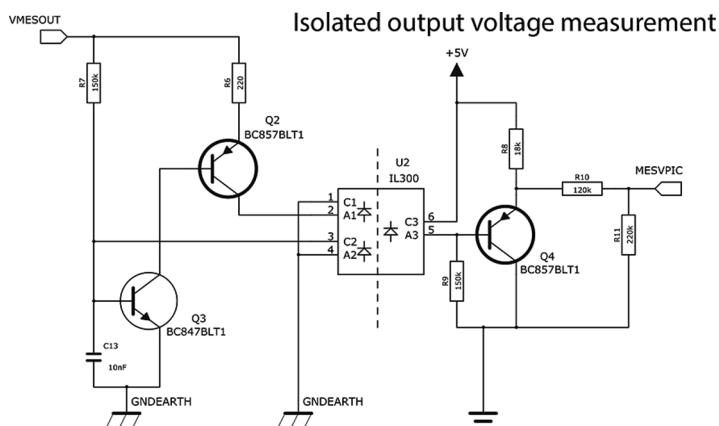 VMESOUT
Isolated output voltage measurement
+5V
R7
150k
R6
220
Q2
BC857BLT1
U2
IL300
R8
18k
R10
120k
MESVPIC
1
C1
2
A1
3
C2
4
A2
C3
6
A3
5
R11
220k
Q4
BC857BLT1
R9
150k
Q3
BC847BLT1
C13
10nF
GNDEARTH
GNDEARTH